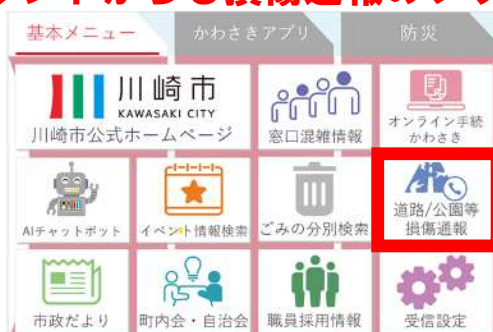 基本メニュー
かわさきアプリ
防災
川崎市
KAWASAKI CITY
川崎市公式ホームページ
窓口混雑情報
オンライン手続
かわさき
AIチャットボット
イベント情報検索
ごみの分別検索
道路/公園等
損傷通報
市政だより
町内会・自治会
職員採用情報
受信設定